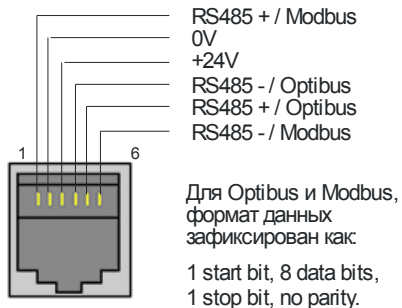 RS485 + / Modbus
0V
+24V
RS485 - / Optibus
RS485 + / Optibus
RS485 - / Modbus
1 6
Для Optibus и Modbus,
формат данных
зафиксирован как:
1 start bit, 8 data bits,
1 stop bit, no parity.